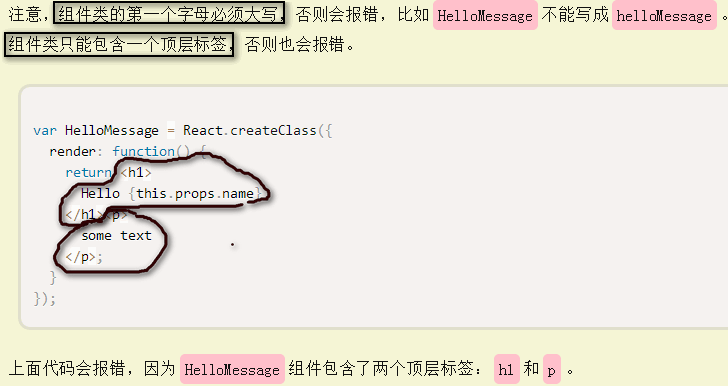 注意，组件类的第一个字母必须大写，否则会报错，比如 HelloMessage 不能写成 helloMessage 。
组件类只能包含一个顶层标签，否则也会报错。
var HelloMessage = React.createClass({
render: function() {
return <h1>
Hello {this.props.name}
</h1><p>
some text
</p>;
}
});
上面代码会报错，因为 HelloMessage 组件包含了两个顶层标签： h1 和 p 。